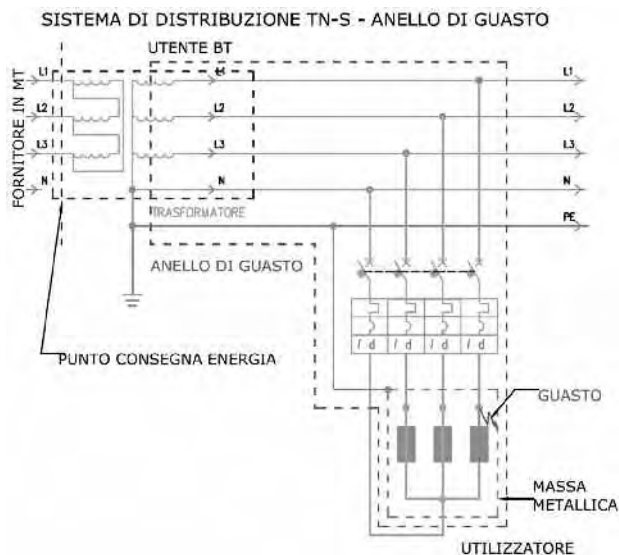 SISTEMA DI DISTRIBUZIONE TN-S - ANELLO DI GUASTO
UTENTE BT
FORNITORE IN MT
L1
L1
L1
L2
L2
L2
L3
L3
L3
N
N
N
TRASFORMATORE
PE
ANELLO DI GUASTO
PUNTO CONSEGNA ENERGIA
I d
I d
I d
I d
GUASTO
MASSA
METALLICA
UTILIZZATORE